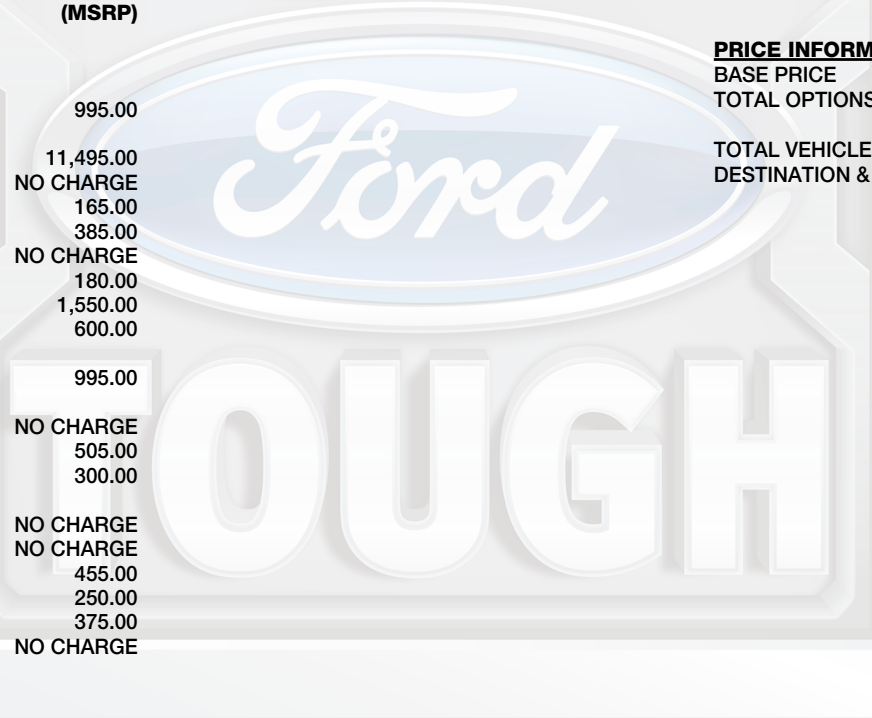 (MSRP)
995.00
11,495.00
NO CHARGE
165.00
385.00
NO CHARGE
180.00
1,550.00
600.00
995.00
NO CHARGE
505.00
300.00
NO CHARGE
NO CHARGE
455.00
250.00
375.00
NO CHARGE
PRICE INFORM
BASE PRICE
TOTAL OPTIONS
TOTAL VEHICLE
DESTINATION &
Ford
TOUGH